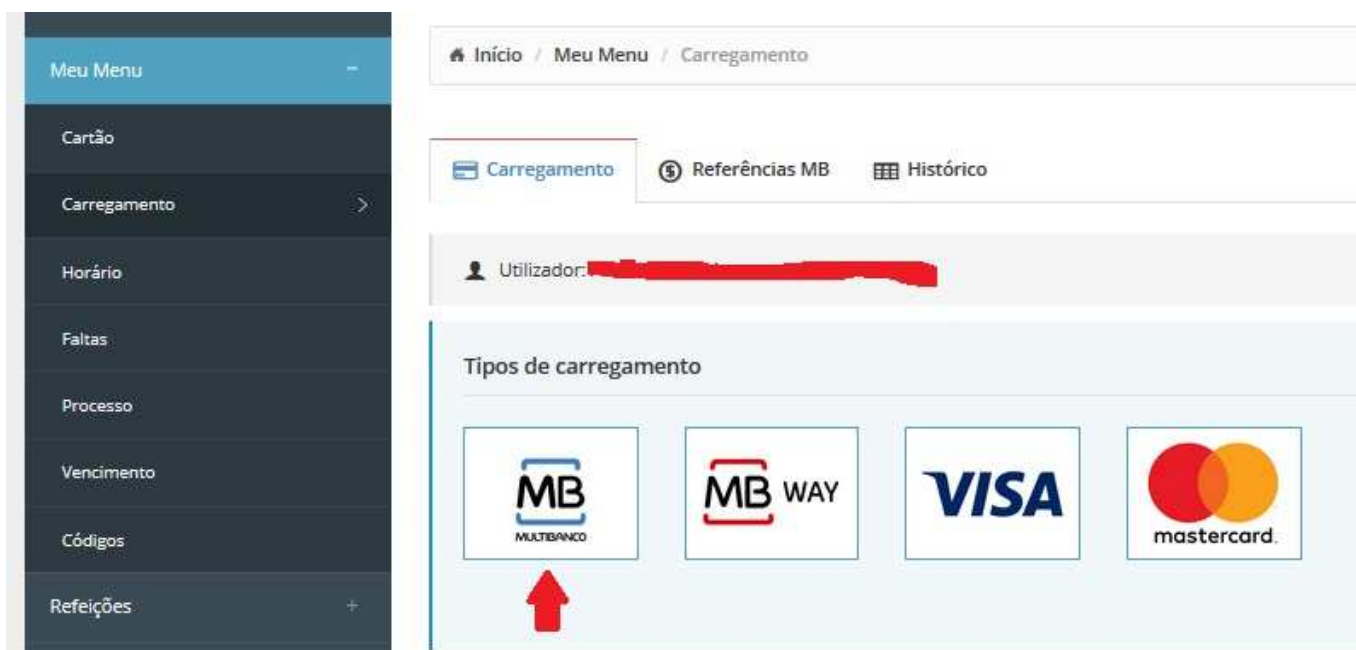 Meu Menu
Cartão
Carregamento
Horário
Faltas
Processo
Vencimento
Códigos
Refeições
Início / Meu Menu / Carregamento
Carregamento Referências MB Histórico
Utilizador:
Tipos de carregamento
MB
MULTIBANCO
MB WAY
VISA
mastercard.